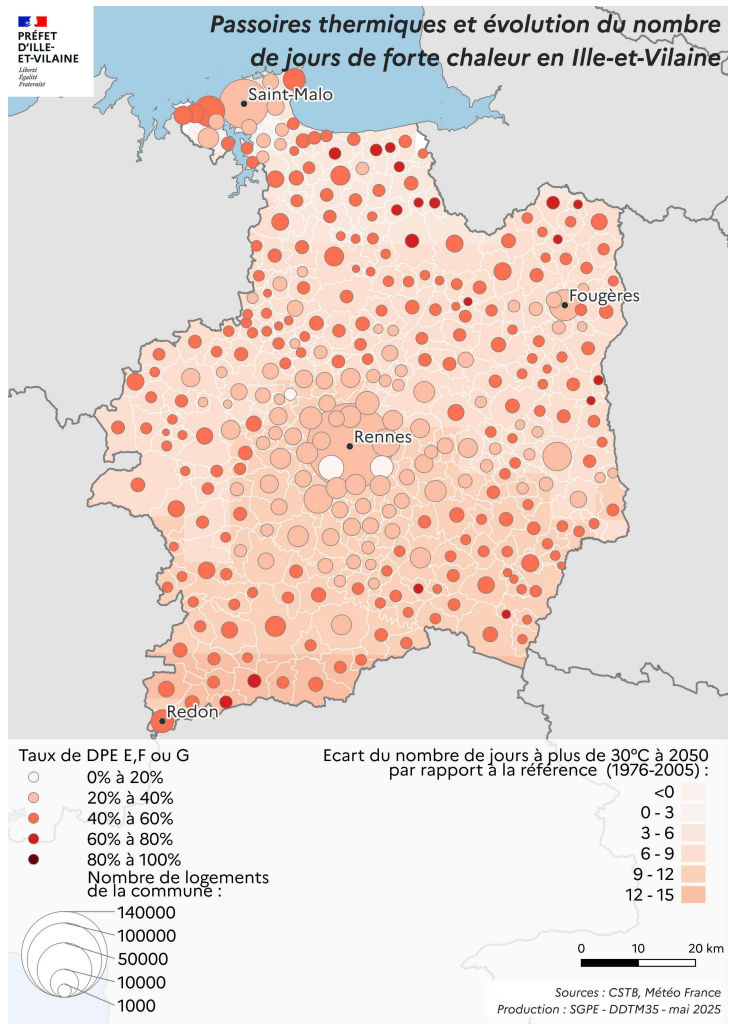 PRÉFET
D'ILLE-
ET-VILAINE
Liberté
Égalité
Fraternité
Passoires thermiques et évolution du nombre
de jours de forte chaleur en Ille-et-Vilaine
Saint-Malo
Fougères
Rennes
Redon
Taux de DPE E,F ou G
0% à 20%
20% à 40%
40% à 60%
60% à 80%
80% à 100%
Nombre de logements
de la commune :
140000
100000
50000
10000
1000
Ecart du nombre de jours à plus de 30°C à 2050
par rapport à la référence (1976-2005) :
<0
0 - 3
3 - 6
6 - 9
9 - 12
12 - 15
0 10 20 km
Sources : CSTB, Météo France
Production : SGPE - DDTM35 - mai 2025